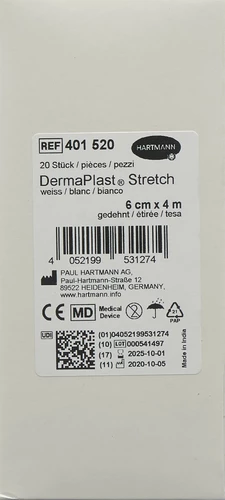 REF 401 520
HARTMANN
20 Stück / pièces / pezzi
DermaPlast® Stretch
weiss / blanc / bianco
6 cm x 4 m
gedehnt / étirée / tesa
4 052199 531274
PAUL HARTMANN AG,
Paul-Hartmann-Straße 12
89522 HEIDENHEIM, GERMANY,
www.hartmann.info
CE MD Medical Device
21
PAP
UDI
(01)04052199531274
(10) LOT 000541497
(17) 2025-10-01
(11) 2020-10-05
Made in India